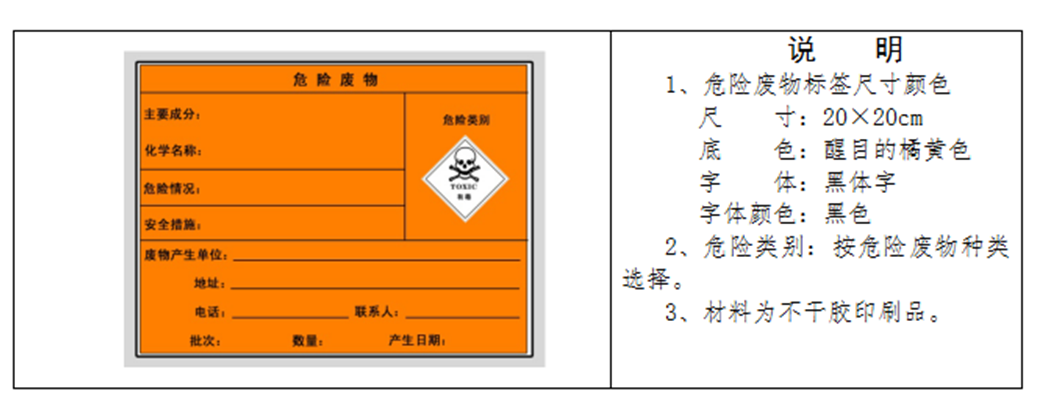 危险废物
主要成分：
化学名称：
危险情况：
安全措施：
危险类别
TOXIC
有毒
废物产生单位：
地址：
电话： 联系人：
批次： 数量： 产生日期：
说 明
1、危险废物标签尺寸颜色
尺 寸：20×20cm
底 色：醒目的橘黄色
字 体：黑体字
字体颜色：黑色
2、危险类别：按危险废物种类
选择。
3、材料为不干胶印刷品。